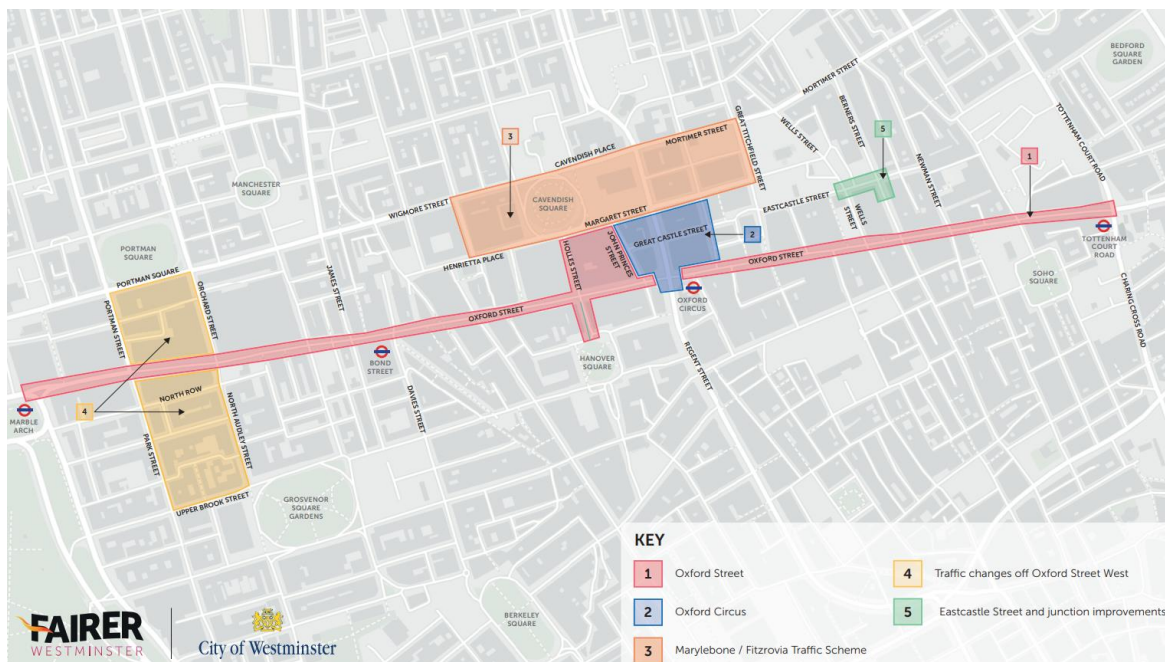 BEDFORD
SQUARE
GARDEN
MORTIMER STREET
TOTTENHAM COURT ROAD
BERNERS STREET
GREAT TITCHFIELD STREET
WELLS STREET
5
3
MORTIMER STREET
CAVENDISH PLACE
NEWMAN STREET
1
MANCHESTER
SQUARE
WIGMORE STREET
CAVENDISH
SQUARE
EASTCASTLE STREET
WELLS
STREET
MARGARET STREET
PORTMAN
SQUARE
HENRIETTA PLACE
HOLLES STREET
JOHN PRINCES
STREET
GREAT CASTLE STREET
2
OXFORD STREET
TOTTENHAM
COURT
ROAD
SOHO
SQUARE
CHARING CROSS ROAD
PORTMAN SQUARE
ORCHARD STREET
JAMES STREET
PORTMAN STREET
OXFORD STREET
OXFORD
CIRCUS
REGENT STREET
BOND
STREET
HANOVER
SQUARE
DAVIES STREET
NORTH ROW
4
MARBLE
ARCH
NORTH AUDLEY STREET
PARK STREET
UPPER BROOK STREET
GROSVENOR
SQUARE
GARDENS
BERKELEY
SQUARE
KEY
1 Oxford Street
2 Oxford Circus
3 Marylebone / Fitzrovia Traffic Scheme
4 Traffic changes off Oxford Street West
5 Eastcastle Street and junction improvements
FAIRER
WESTMINSTER
City of Westminster